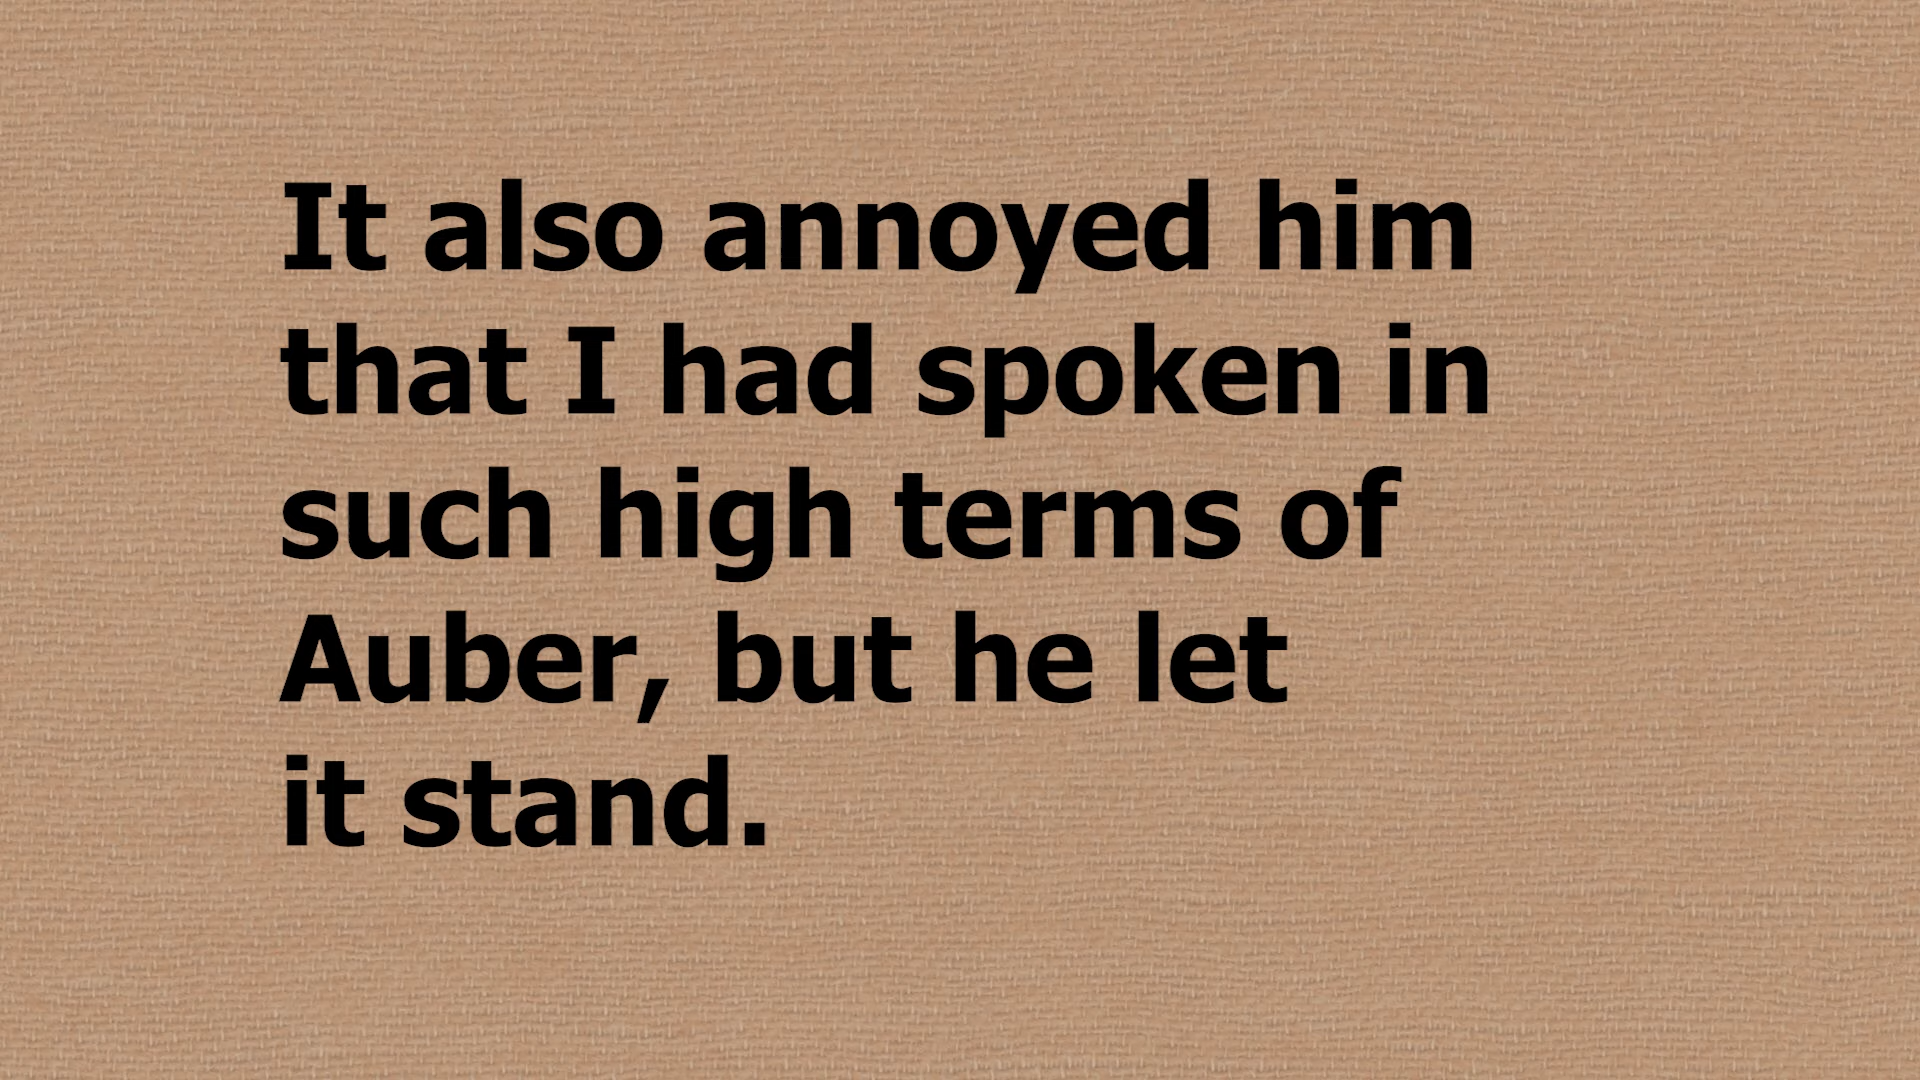 It also annoyed him
that I had spoken in
such high terms of
Auber, but he let
it stand.